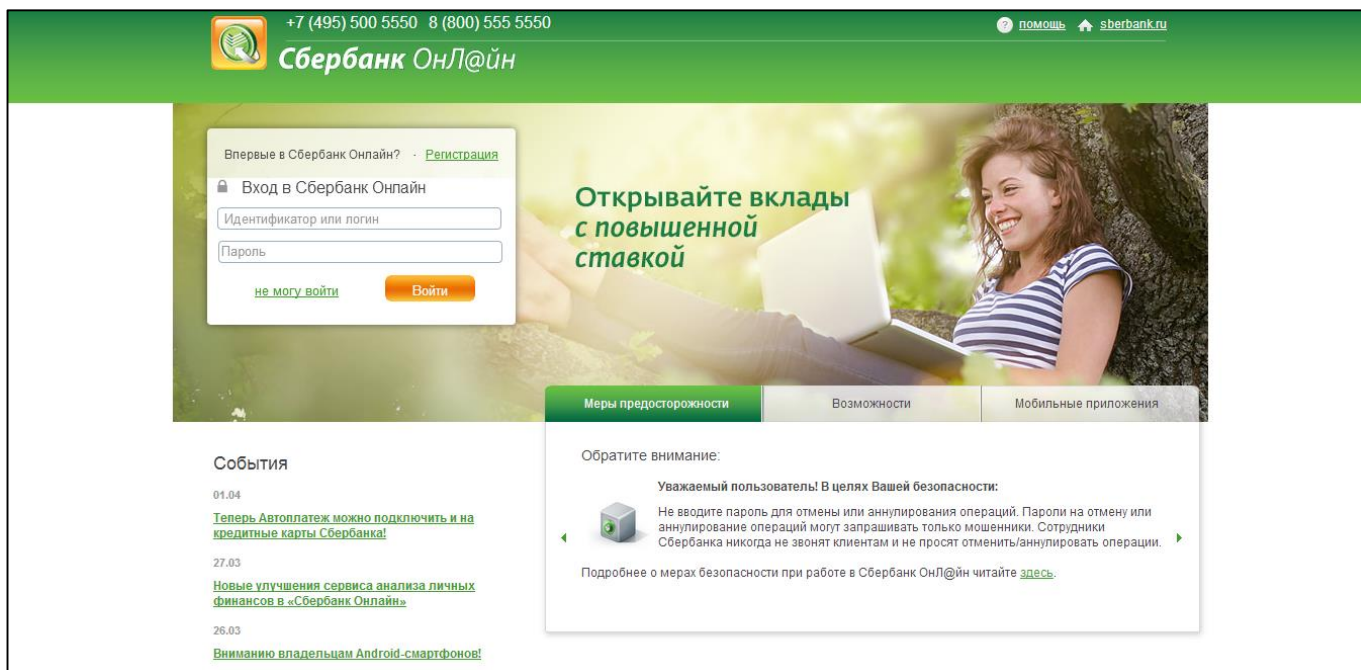 +7 (495) 500 5550 8 (800) 555 5550
? помощь sberbank.ru
Сбербанк ОнЛ@йн
Впервые в Сбербанк Онлайн? - Регистрация
Вход в Сбербанк Онлайн
Идентификатор или логин
Пароль
не могу войти Войти
Открывайте вклады
с повышенной
ставкой
Меры предосторожности Возможности Мобильные приложения
События
01.04
Теперь Автоплатеж можно подключить и на
кредитные карты Сбербанка!
27.03
Новые улучшения сервиса анализа личных
финансов в «Сбербанк Онлайн»
26.03
Вниманию владельцам Android-смартфонов!
Обратите внимание:
Уважаемый пользователь! В целях Вашей безопасности:
Не вводите пароль для отмены или аннулирования операций. Пароли на отмену или
аннулирование операций могут запрашивать только мошенники. Сотрудники
Сбербанка никогда не звонят клиентам и не просят отменить/аннулировать операции.
Подробнее о мерах безопасности при работе в Сбербанк ОнЛ@йн читайте здесь.